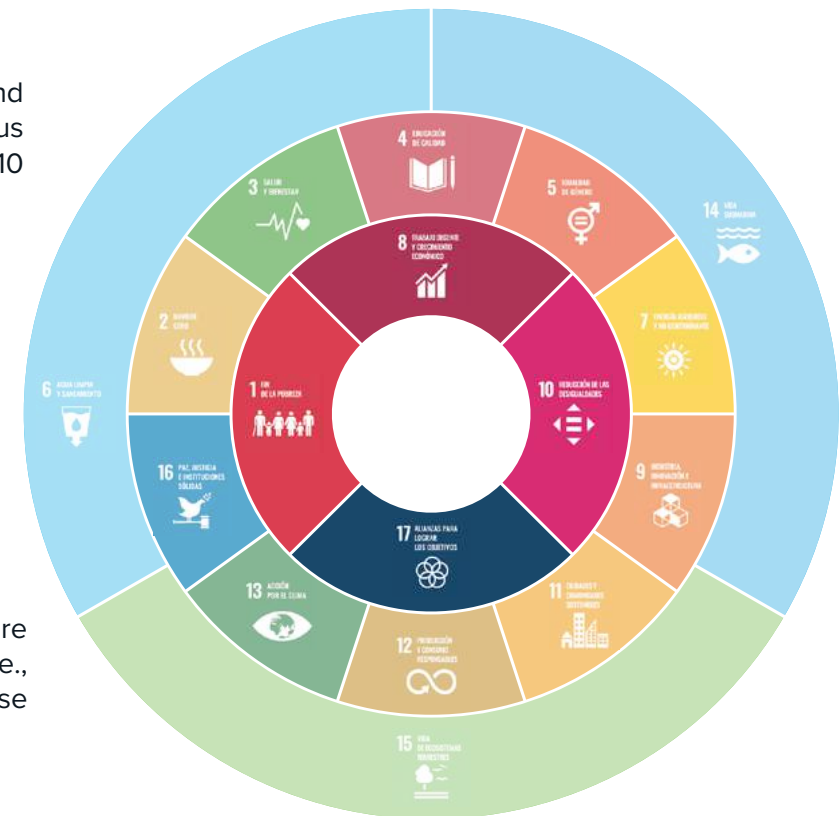 nd
us
10
4 EDUCACIÓN
DE CALIDAD
3 SALUD
Y BIENESTAR
5 IGUALDAD
DE GÉNERO
14 VIDA
SUBMARINA
8 TRABAJO DECENTE
Y CRECIMIENTO
ECONÓMICO
2 HAMBRE
CERO
7 ENERGÍA ASEQUIBLE
Y NO CONTAMINANTE
6 AGUA LIMPIA
Y SANEAMIENTO
1 FIN
DE LA POBREZA
10 REDUCCIÓN DE LAS
DESIGUALDADES
16 PAZ, JUSTICIA
E INSTITUCIONES
SÓLIDAS
9 INDUSTRIA,
INNOVACIÓN E
INFRAESTRUCTURA
17 ALIANZAS PARA
LOGRAR
LOS OBJETIVOS
13 ACCIÓN
POR EL CLIMA
11 CIUDADES Y
COMUNIDADES
SOSTENIBLES
re
e.,
se
12 PRODUCCIÓN
Y CONSUMO
RESPONSABLES
15 VIDA
DE ECOSISTEMAS
TERRESTRES